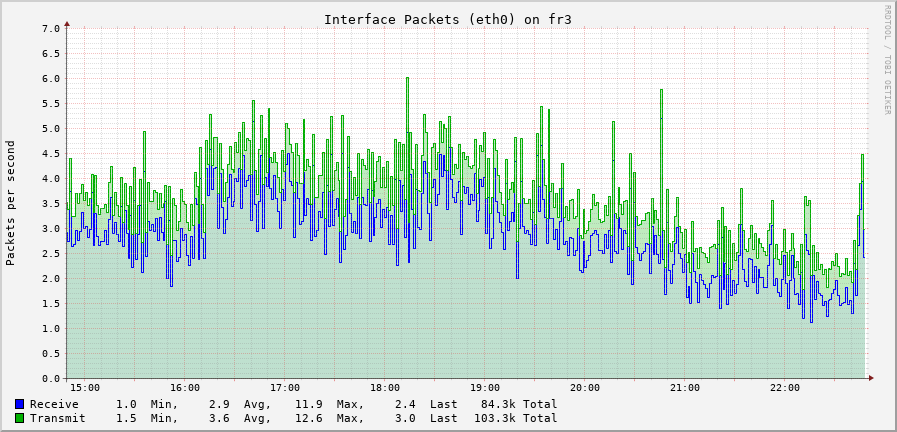 Interface Packets (eth0) on fr3
RRDTOOL / TOBI OETIKER
Packets per second
7.0
6.5
6.0
5.5
5.0
4.5
4.0
3.5
3.0
2.5
2.0
1.5
1.0
0.5
0.0
15:00 16:00 17:00 18:00 19:00 20:00 21:00 22:00
Receive 1.0 Min, 2.9 Avg, 11.9 Max, 2.4 Last 84.3k Total
Transmit 1.5 Min, 3.6 Avg, 12.6 Max, 3.0 Last 103.3k Total